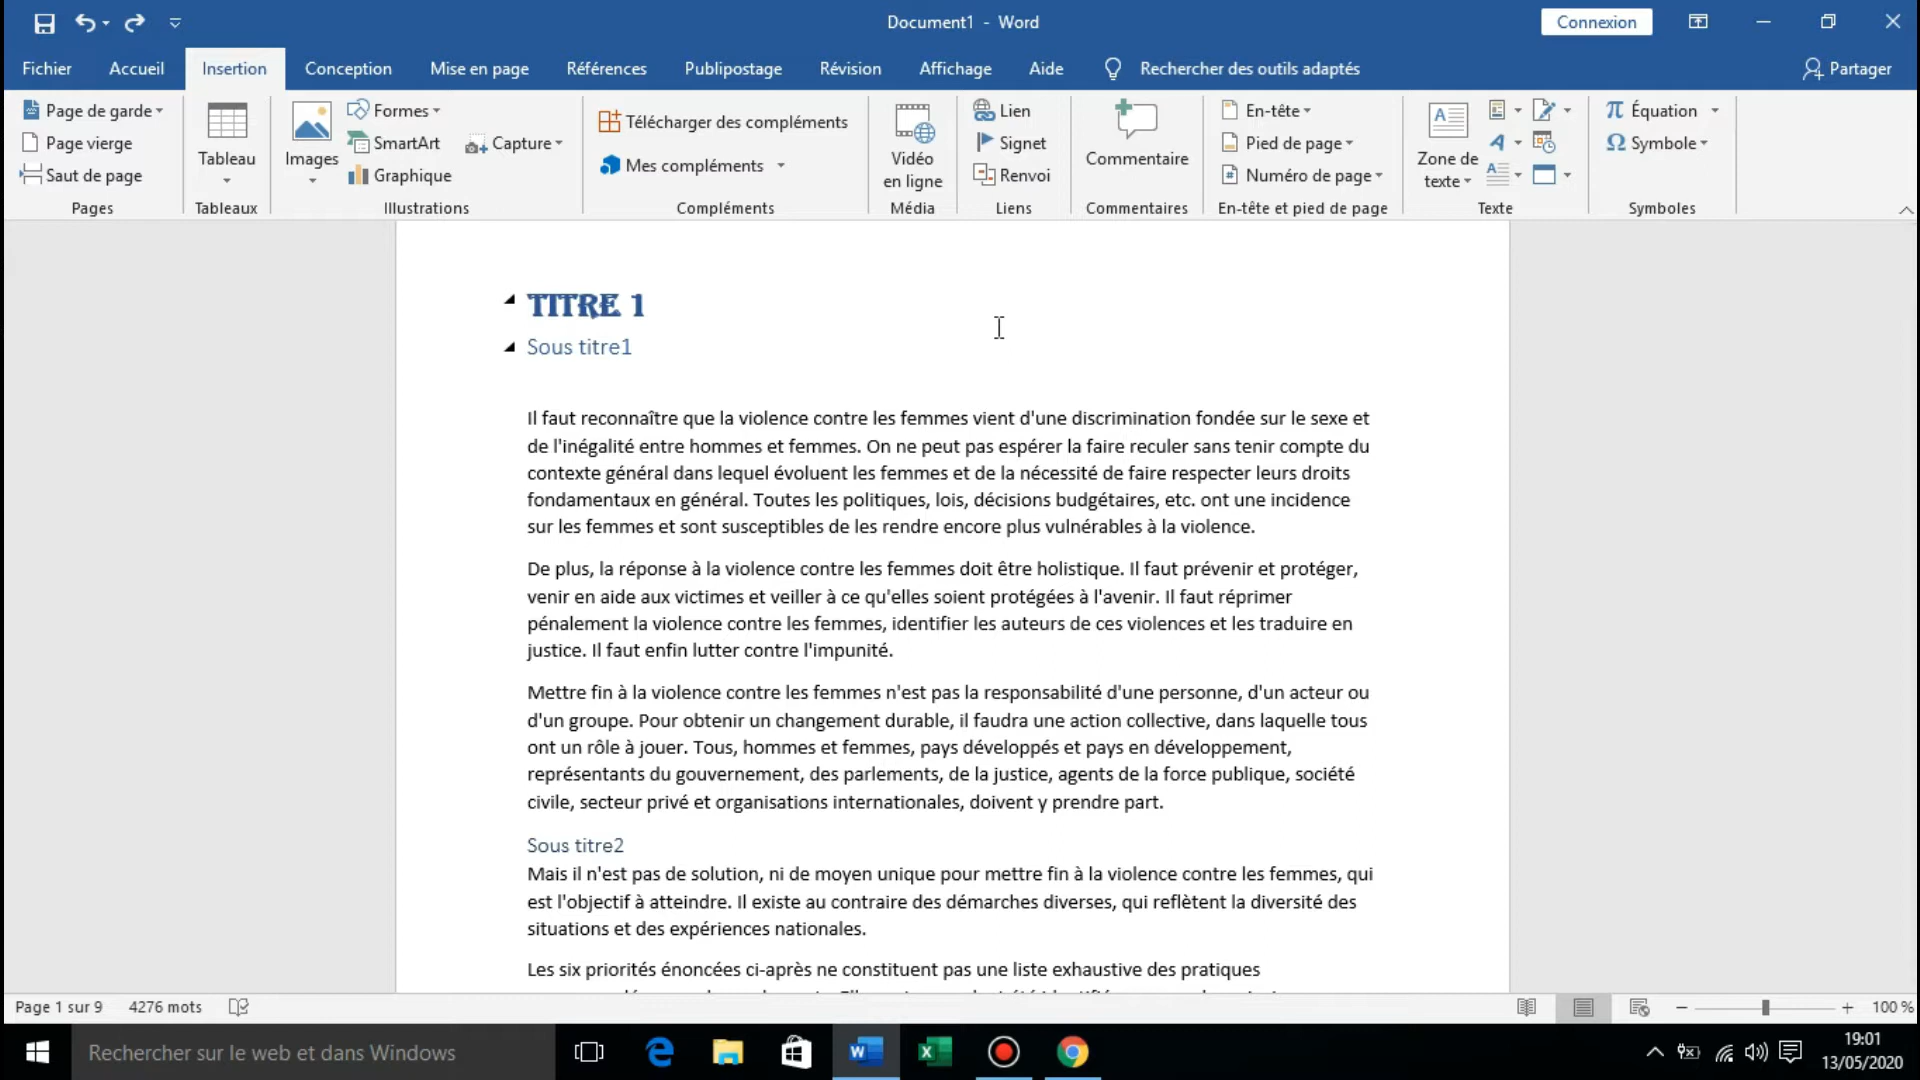 Document1 - Word
Connexion
Fichier
Accueil
Insertion
Conception
Mise en page
Références
Publipostage
Révision
Affichage
Aide
Rechercher des outils adaptés
Partager
Page de garde
Page vierge
Saut de page
Pages
Tableau
Tableaux
Images
Formes
SmartArt
Graphique
Capture
Illustrations
Télécharger des compléments
Mes compléments
Compléments
Vidéo
en ligne
Média
Lien
Signet
Renvoi
Liens
Commentaire
Commentaires
En-tête
Pied de page
Numéro de page
En-tête et pied de page
Zone de
texte
Texte
π Équation
Ω Symbole
Symboles
TITRE 1
Sous titre1
Il faut reconnaître que la violence contre les femmes vient d'une discrimination fondée sur le sexe et
de l'inégalité entre hommes et femmes. On ne peut pas espérer la faire reculer sans tenir compte du
contexte général dans lequel évoluent les femmes et de la nécessité de faire respecter leurs droits
fondamentaux en général. Toutes les politiques, lois, décisions budgétaires, etc. ont une incidence
sur les femmes et sont susceptibles de les rendre encore plus vulnérables à la violence.
De plus, la réponse à la violence contre les femmes doit être holistique. Il faut prévenir et protéger,
venir en aide aux victimes et veiller à ce qu'elles soient protégées à l'avenir. Il faut réprimer
pénalement la violence contre les femmes, identifier les auteurs de ces violences et les traduire en
justice. Il faut enfin lutter contre l'impunité.
Mettre fin à la violence contre les femmes n'est pas la responsabilité d'une personne, d'un acteur ou
d'un groupe. Pour obtenir un changement durable, il faudra une action collective, dans laquelle tous
ont un rôle à jouer. Tous, hommes et femmes, pays développés et pays en développement,
représentants du gouvernement, des parlements, de la justice, agents de la force publique, société
civile, secteur privé et organisations internationales, doivent y prendre part.
Sous titre2
Mais il n'est pas de solution, ni de moyen unique pour mettre fin à la violence contre les femmes, qui
est l'objectif à atteindre. Il existe au contraire des démarches diverses, qui reflètent la diversité des
situations et des expériences nationales.
Les six priorités énoncées ci-après ne constituent pas une liste exhaustive des pratiques
Page 1 sur 9
4276 mots
100 %
Rechercher sur le web et dans Windows
19:01
13/05/2020